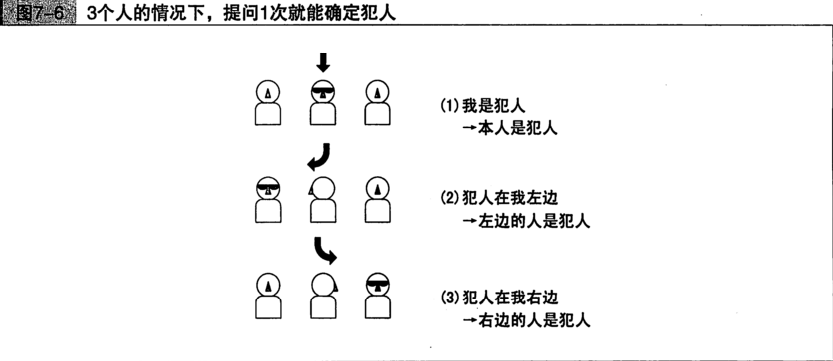 图7-6 3个人的情况下，提问1次就能确定犯人
(1)我是犯人
→本人是犯人
(2)犯人在我左边
→左边的人是犯人
(3)犯人在我右边
→右边的人是犯人